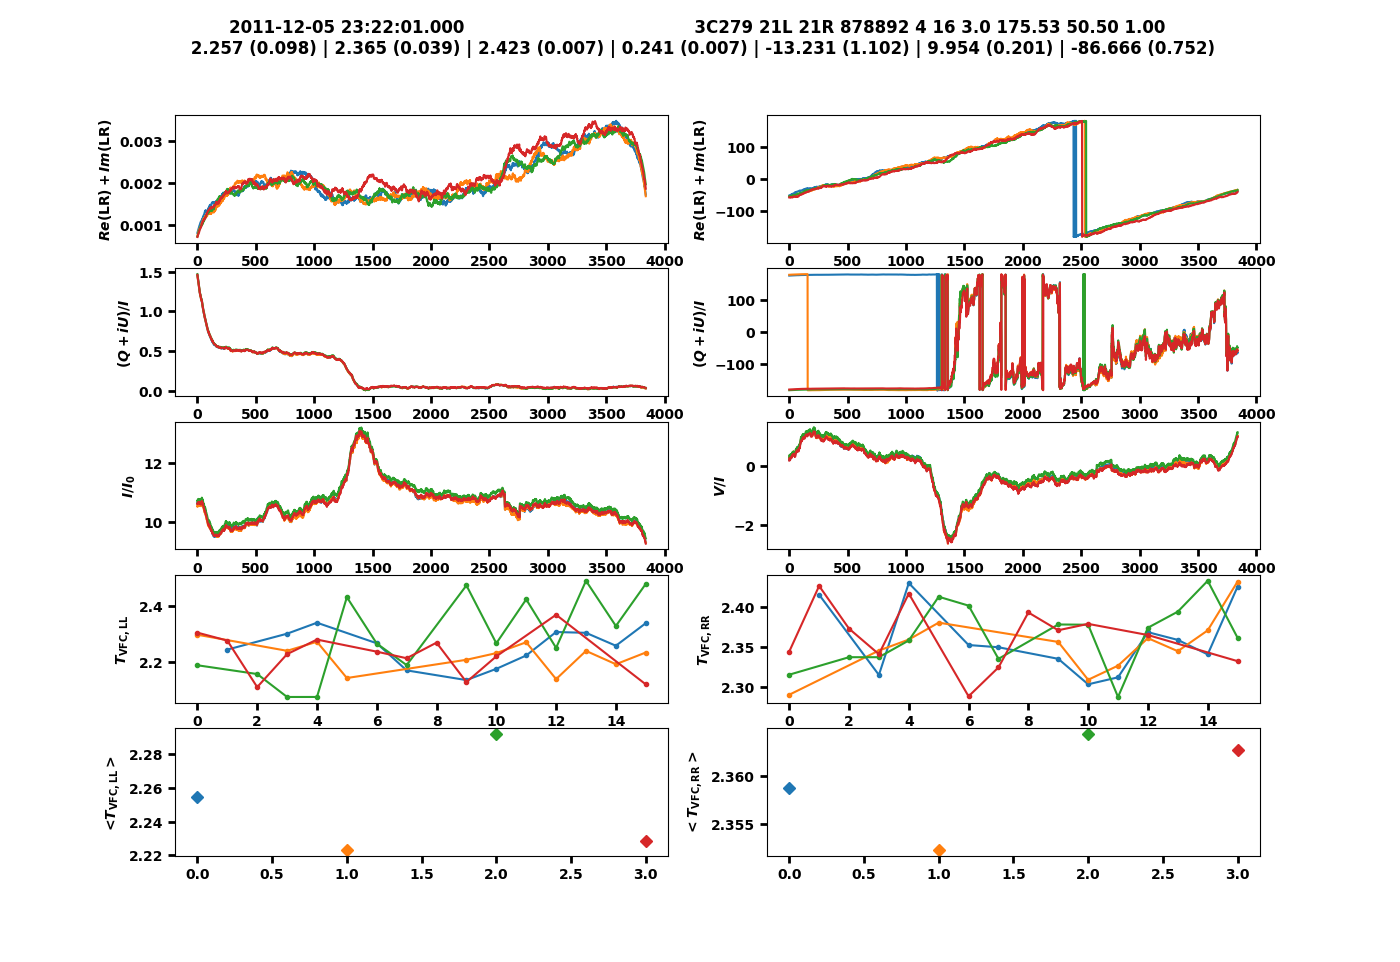 2011-12-05 23:22:01.000 3C279 21L 21R 878892 4 16 3.0 175.53 50.50 1.00
2.257 (0.098) | 2.365 (0.039) | 2.423 (0.007) | 0.241 (0.007) | -13.231 (1.102) | 9.954 (0.201) | -86.666 (0.752)
Re(LR) + Im(LR)
0.003
0.002
0.001
0 500 1000 1500 2000 2500 3000 3500 4000
Re(LR) + Im(LR)
100
0
−100
0 500 1000 1500 2000 2500 3000 3500 4000
(Q + iU)/I
1.5
1.0
0.5
0.0
0 500 1000 1500 2000 2500 3000 3500 4000
(Q + iU)/I
100
0
−100
0 500 1000 1500 2000 2500 3000 3500 4000
I/I0
12
10
0 500 1000 1500 2000 2500 3000 3500 4000
V/I
0
−2
0 500 1000 1500 2000 2500 3000 3500 4000
TVFC, LL
2.4
2.2
0 2 4 6 8 10 12 14
TVFC, RR
2.40
2.35
2.30
0 2 4 6 8 10 12 14
<TVFC, LL >
2.28
2.26
2.24
2.22
0.0 0.5 1.0 1.5 2.0 2.5 3.0
< TVFC, RR >
2.360
2.355
0.0 0.5 1.0 1.5 2.0 2.5 3.0